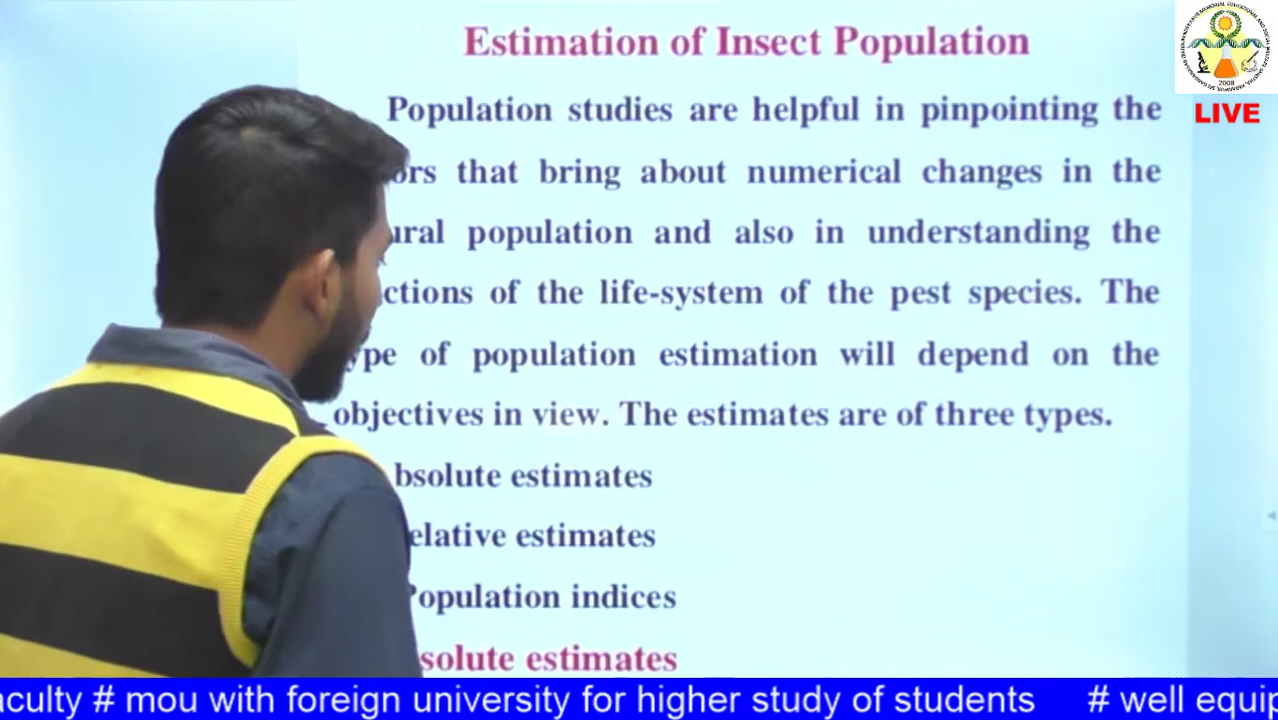 Estimation of Insect Population
Population studies are helpful in pinpointing the
ors that bring about numerical changes in the
ural population and also in understanding the
ctions of the life-system of the pest species. The
ype of population estimation will depend on the
objectives in view. The estimates are of three types.
bsolute estimates
elative estimates
Population indices
solute estimates
LIVE
2008
aculty # mou with foreign university for higher study of students # well equip